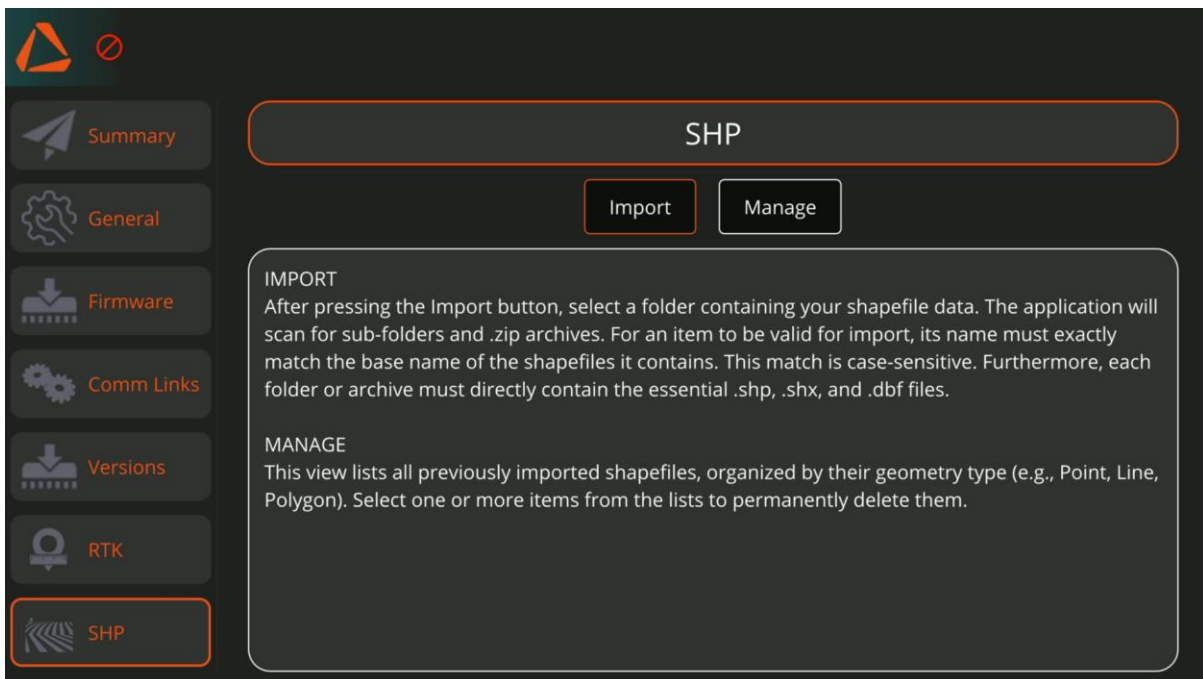 Summary
General
Firmware
Comm Links
Versions
RTK
SHP
SHP
Import
Manage
IMPORT
After pressing the Import button, select a folder containing your shapefile data. The application will
scan for sub-folders and .zip archives. For an item to be valid for import, its name must exactly
match the base name of the shapefiles it contains. This match is case-sensitive. Furthermore, each
folder or archive must directly contain the essential .shp, .shx, and .dbf files.
MANAGE
This view lists all previously imported shapefiles, organized by their geometry type (e.g., Point, Line,
Polygon). Select one or more items from the lists to permanently delete them.